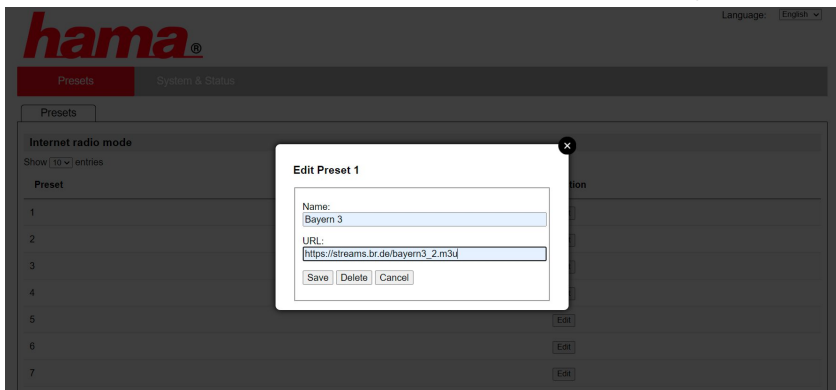 Language: English
hama®
Presets System & Status
Presets
Internet radio mode
Show 10 entries
Preset
1
2
3
4
5 Edit
6 Edit
7 Edit
Edit Preset 1
Name:
Bayern 3
URL:
https://streams.br.de/bayern3_2.m3u
Save Delete Cancel